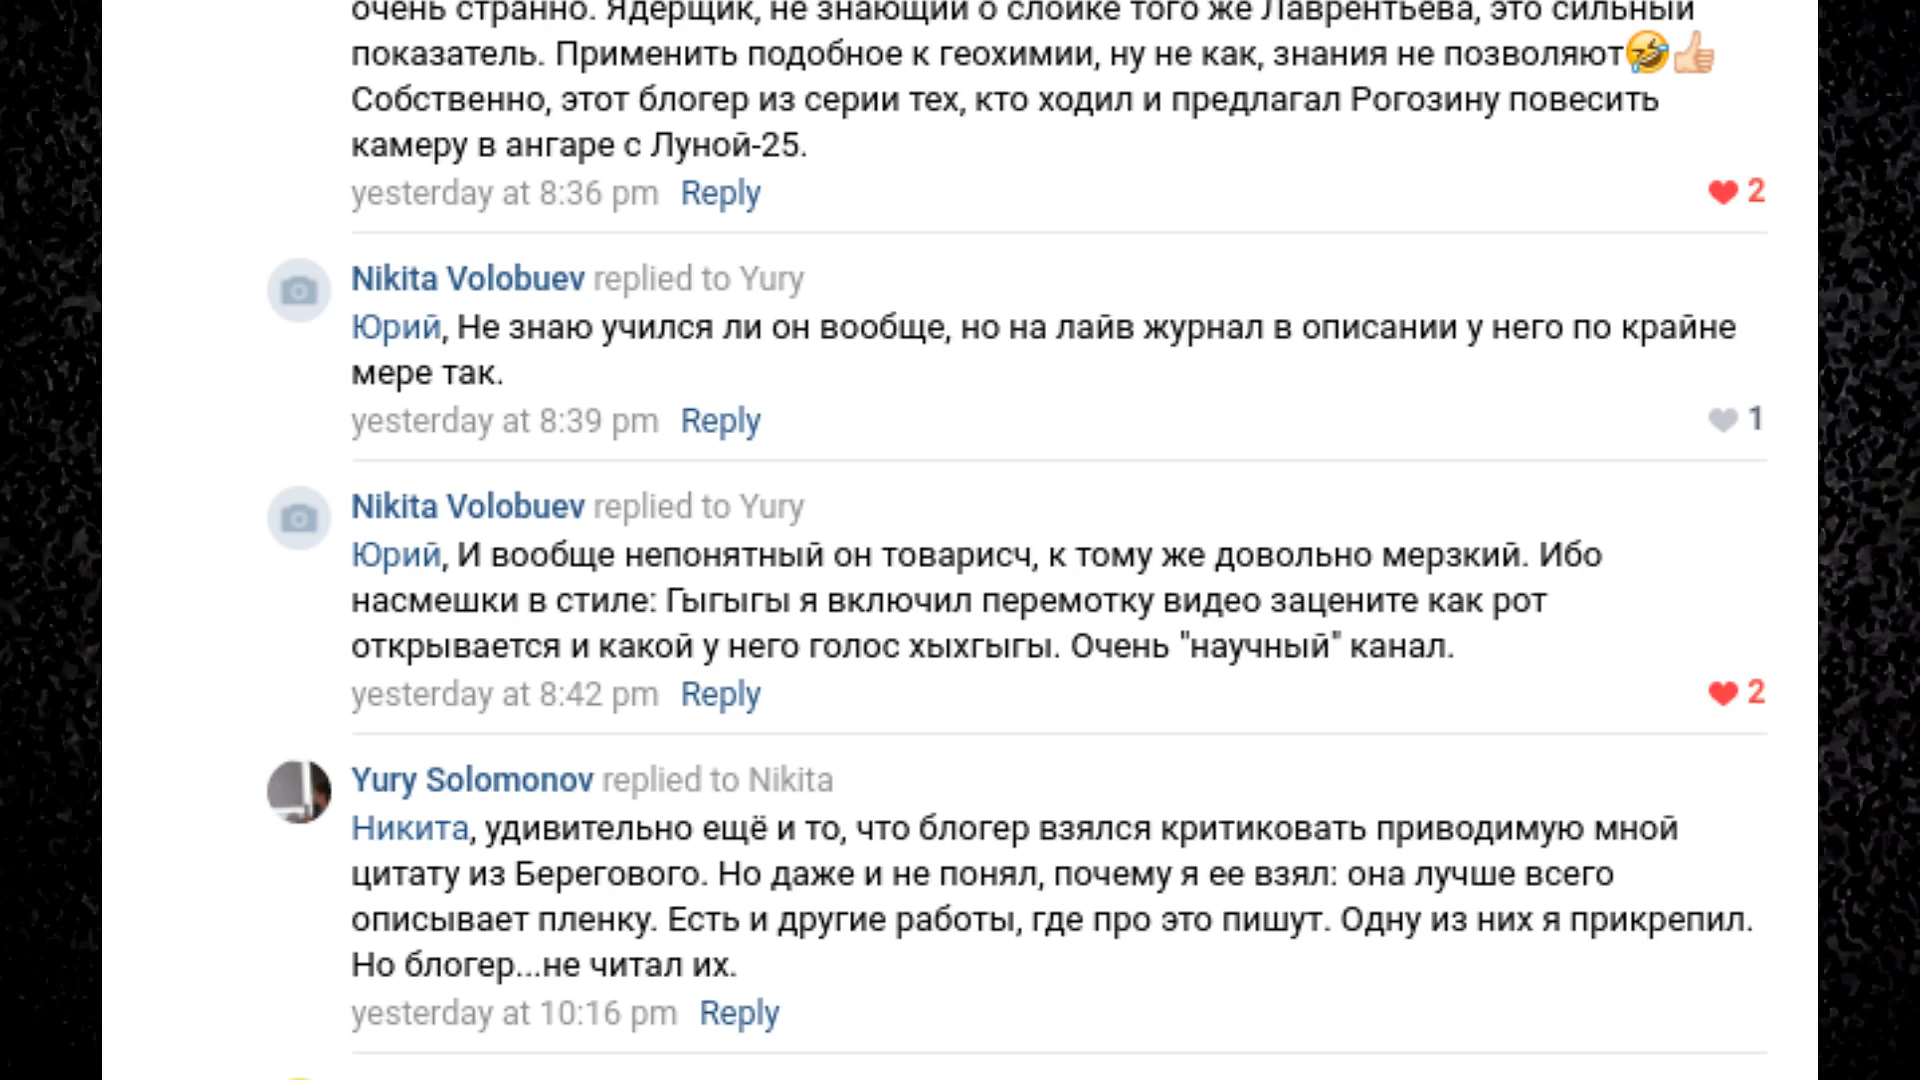 очень странно. Ядерщик, не знающий о слойке того же Лаврентьева, это сильный
показатель. Применить подобное к геохимии, ну не как, знания не позволяют🤣👍🏻
Собственно, этот блогер из серии тех, кто ходил и предлагал Рогозину повесить
камеру в ангаре с Луной-25.
yesterday at 8:36 pm Reply 2
Nikita Volobuev replied to Yury
Юрий, Не знаю учился ли он вообще, но на лайв журнал в описании у него по крайне
мере так.
yesterday at 8:39 pm Reply 1
Nikita Volobuev replied to Yury
Юрий, И вообще непонятный он товарисч, к тому же довольно мерзкий. Ибо
насмешки в стиле: Гыгыгы я включил перемотку видео зацените как рот
открывается и какой у него голос хыхгыгы. Очень "научный" канал.
yesterday at 8:42 pm Reply 2
Yury Solomonov replied to Nikita
Никита, удивительно ещё и то, что блогер взялся критиковать приводимую мной
цитату из Берегового. Но даже и не понял, почему я ее взял: она лучше всего
описывает пленку. Есть и другие работы, где про это пишут. Одну из них я прикрепил.
Но блогер...не читал их.
yesterday at 10:16 pm Reply